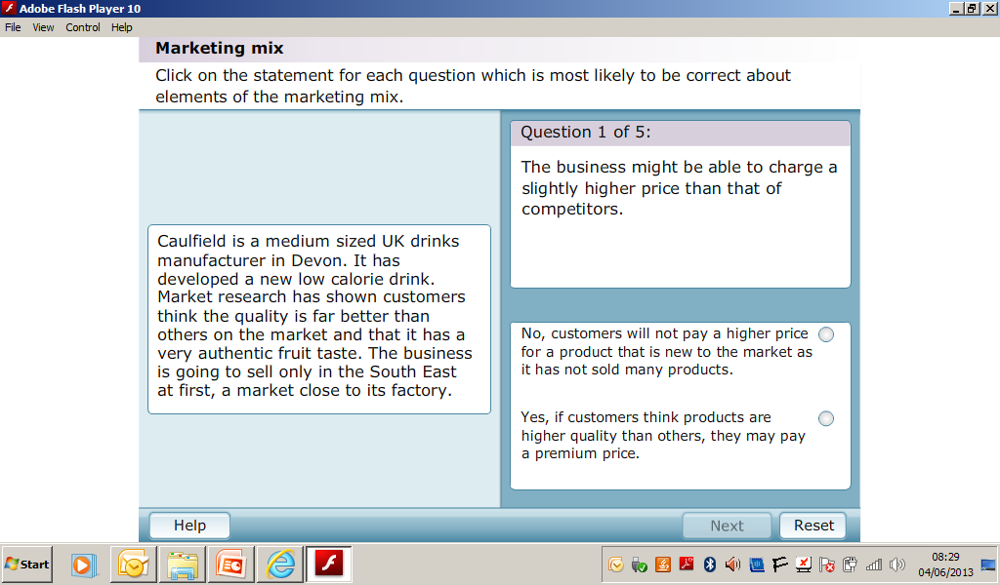 Adobe Flash Player 10
File View Control Help
Marketing mix
Click on the statement for each question which is most likely to be correct about
elements of the marketing mix.
Caulfield is a medium sized UK drinks
manufacturer in Devon. It has
developed a new low calorie drink.
Market research has shown customers
think the quality is far better than
others on the market and that it has a
very authentic fruit taste. The business
is going to sell only in the South East
at first, a market close to its factory.
Question 1 of 5:
The business might be able to charge a
slightly higher price than that of
competitors.
No, customers will not pay a higher price
for a product that is new to the market as
it has not sold many products.
Yes, if customers think products are
higher quality than others, they may pay
a premium price.
Help Next Reset
Start
08:29
04/06/2013